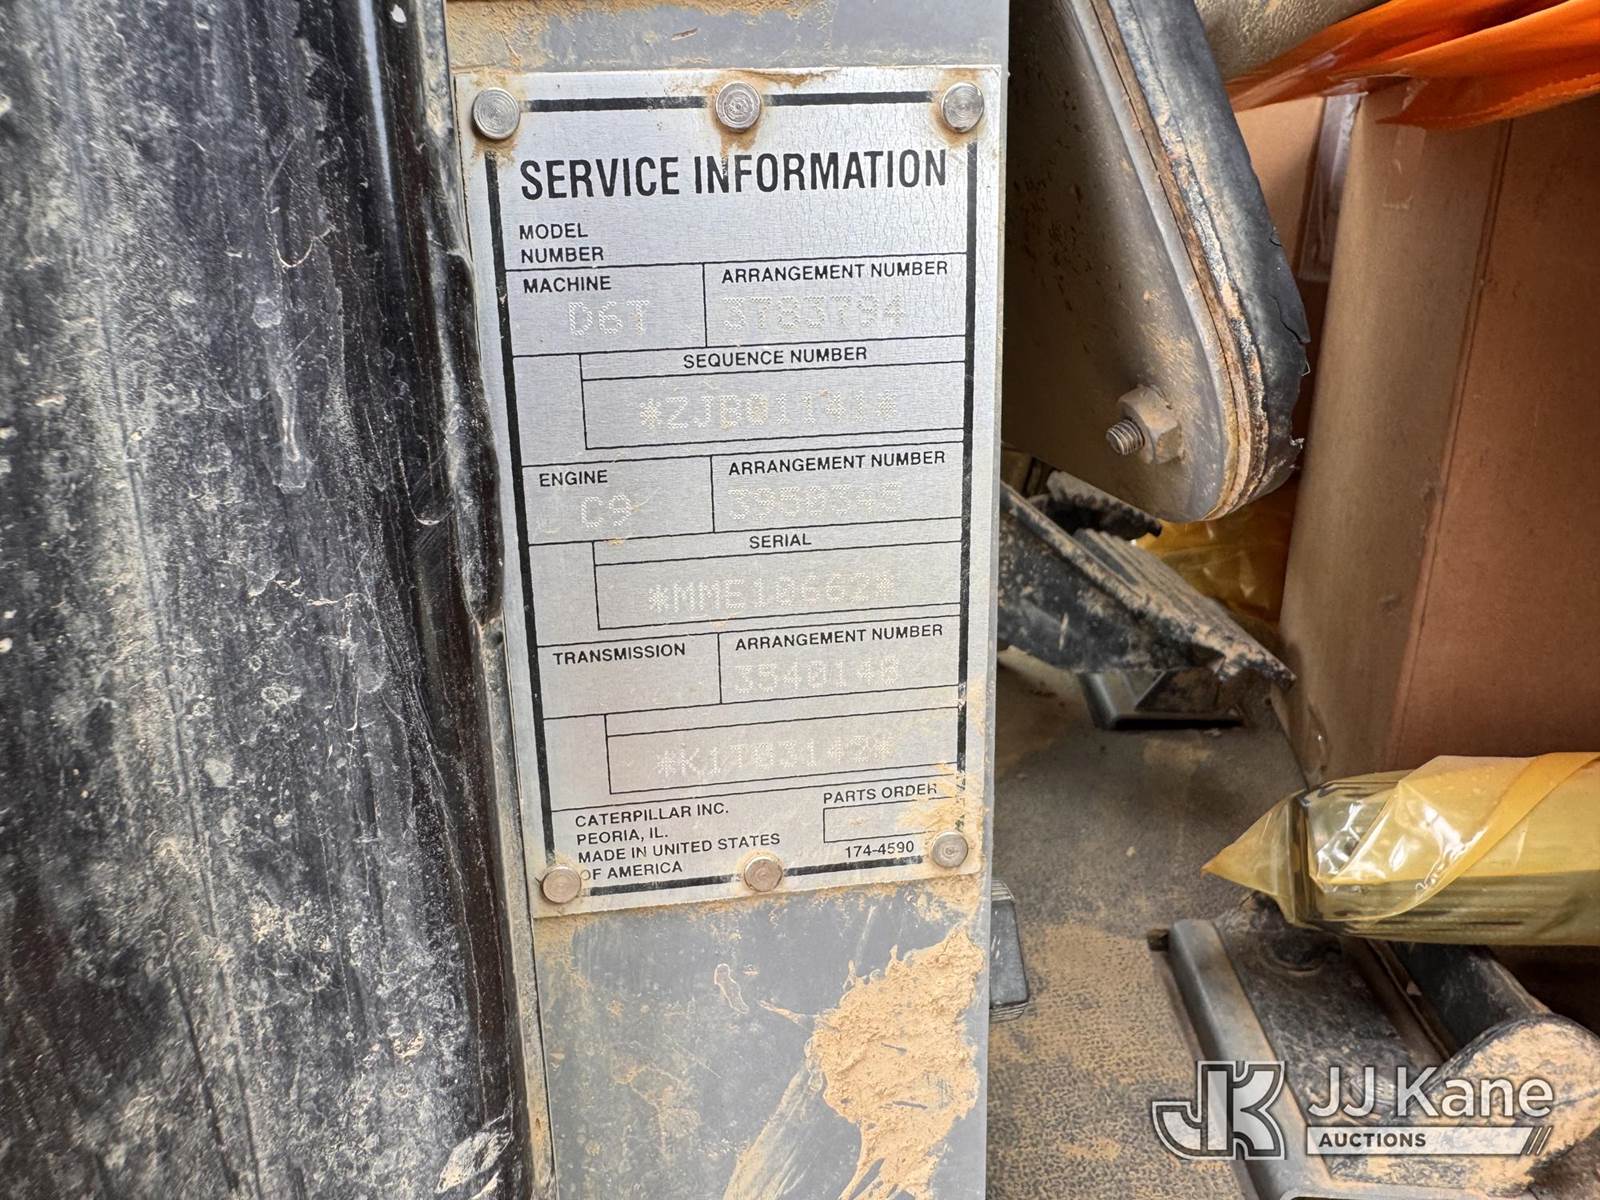 SERVICE INFORMATION
MODEL
NUMBER
MACHINE
ARRANGEMENT NUMBER
D6T
SEQUENCE NUMBER
ENGINE
ARRANGEMENT NUMBER
C9
3950345
SERIAL
*MME10662*
TRANSMISSION
ARRANGEMENT NUMBER
3540148
CATERPILLAR INC.
PEORIA, IL.
MADE IN UNITED STATES
OF AMERICA
PARTS ORDER
174-4590
JJ Kane
AUCTIONS